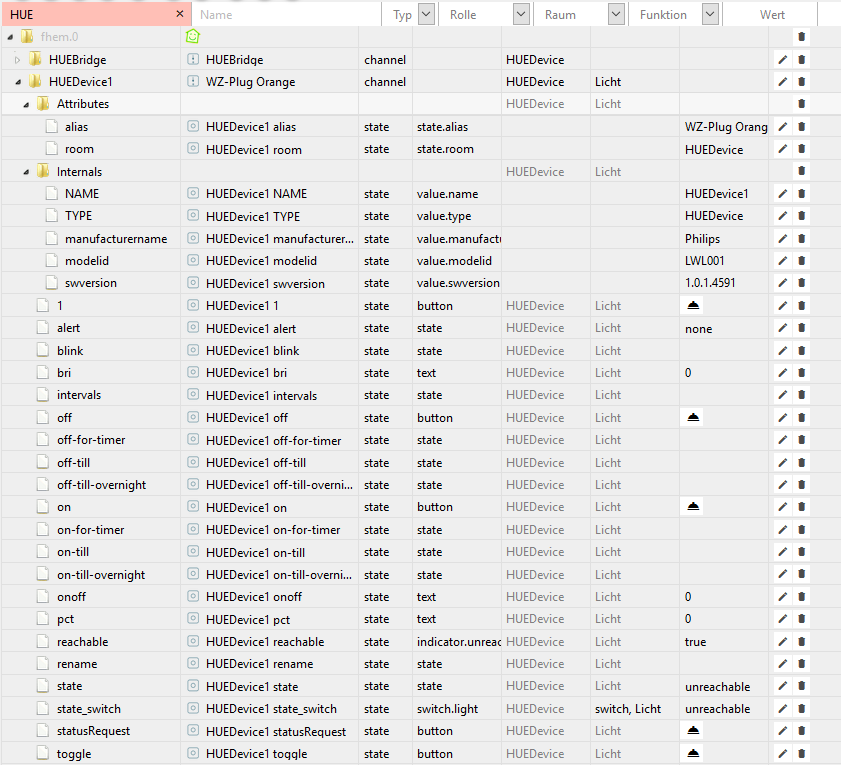 HUE × Name Typ Rolle Raum Funktion Wert
fhem.0
HUEBridge HUEBridge channel HUEDevice
HUEDevice1 WZ-Plug Orange channel HUEDevice Licht
Attributes HUEDevice Licht
alias HUEDevice1 alias state state.alias WZ-Plug Orang
room HUEDevice1 room state state.room HUEDevice
Internals HUEDevice Licht
NAME HUEDevice1 NAME state value.name HUEDevice1
TYPE HUEDevice1 TYPE state value.type HUEDevice
manufacturername HUEDevice1 manufacturer... state value.manufactu Philips
modelid HUEDevice1 modelid state value.modelid LWL001
swversion HUEDevice1 swversion state value.swversion 1.0.1.4591
1 HUEDevice1 1 state button HUEDevice Licht
alert HUEDevice1 alert state state HUEDevice Licht none
blink HUEDevice1 blink state state HUEDevice Licht
bri HUEDevice1 bri state text HUEDevice Licht 0
intervals HUEDevice1 intervals state state HUEDevice Licht
off HUEDevice1 off state button HUEDevice Licht
off-for-timer HUEDevice1 off-for-timer state state HUEDevice Licht
off-till HUEDevice1 off-till state state HUEDevice Licht
off-till-overnight HUEDevice1 off-till-overni... state state HUEDevice Licht
on HUEDevice1 on state button HUEDevice Licht
on-for-timer HUEDevice1 on-for-timer state state HUEDevice Licht
on-till HUEDevice1 on-till state state HUEDevice Licht
on-till-overnight HUEDevice1 on-till-overni... state state HUEDevice Licht
onoff HUEDevice1 onoff state text HUEDevice Licht 0
pct HUEDevice1 pct state text HUEDevice Licht 0
reachable HUEDevice1 reachable state indicator.unreac HUEDevice Licht true
rename HUEDevice1 rename state state HUEDevice Licht
state HUEDevice1 state state state HUEDevice Licht unreachable
state_switch HUEDevice1 state_switch state switch.light HUEDevice switch, Licht unreachable
statusRequest HUEDevice1 statusRequest state button HUEDevice Licht
toggle HUEDevice1 toggle state button HUEDevice Licht